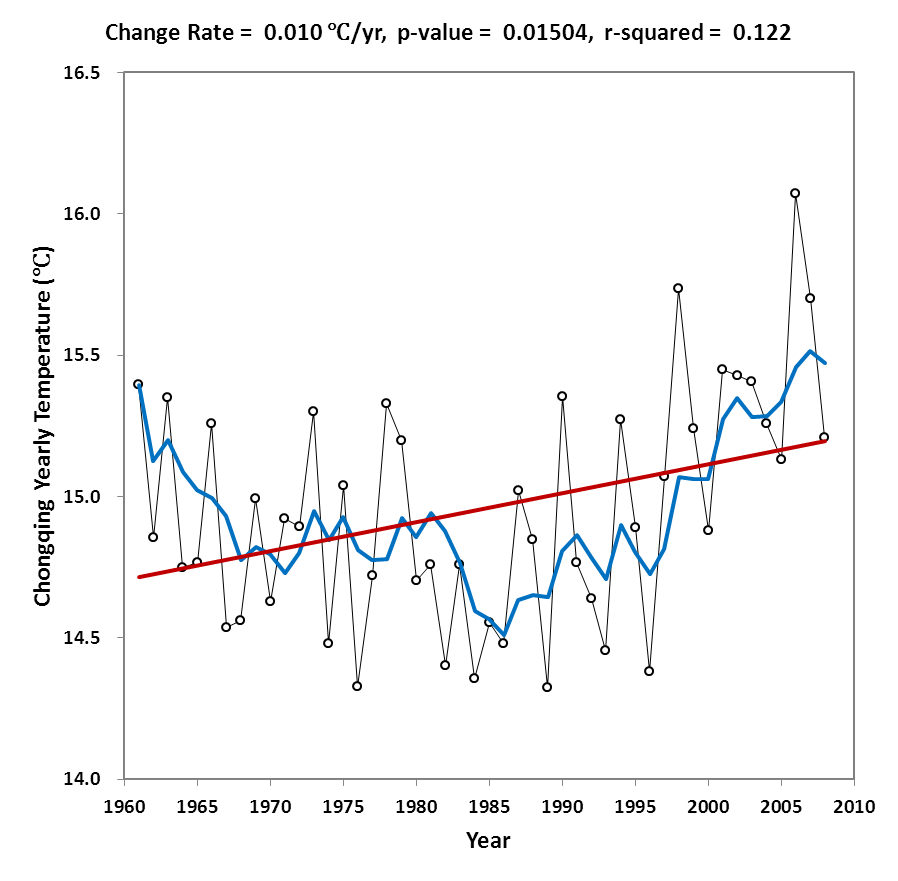 Change Rate = 0.010 ℃/yr, p-value = 0.01504, r-squared = 0.122
16.5
16.0
15.5
15.0
14.5
14.0
Chongqing Yearly Temperature (℃)
1960 1965 1970 1975 1980 1985 1990 1995 2000 2005 2010
Year